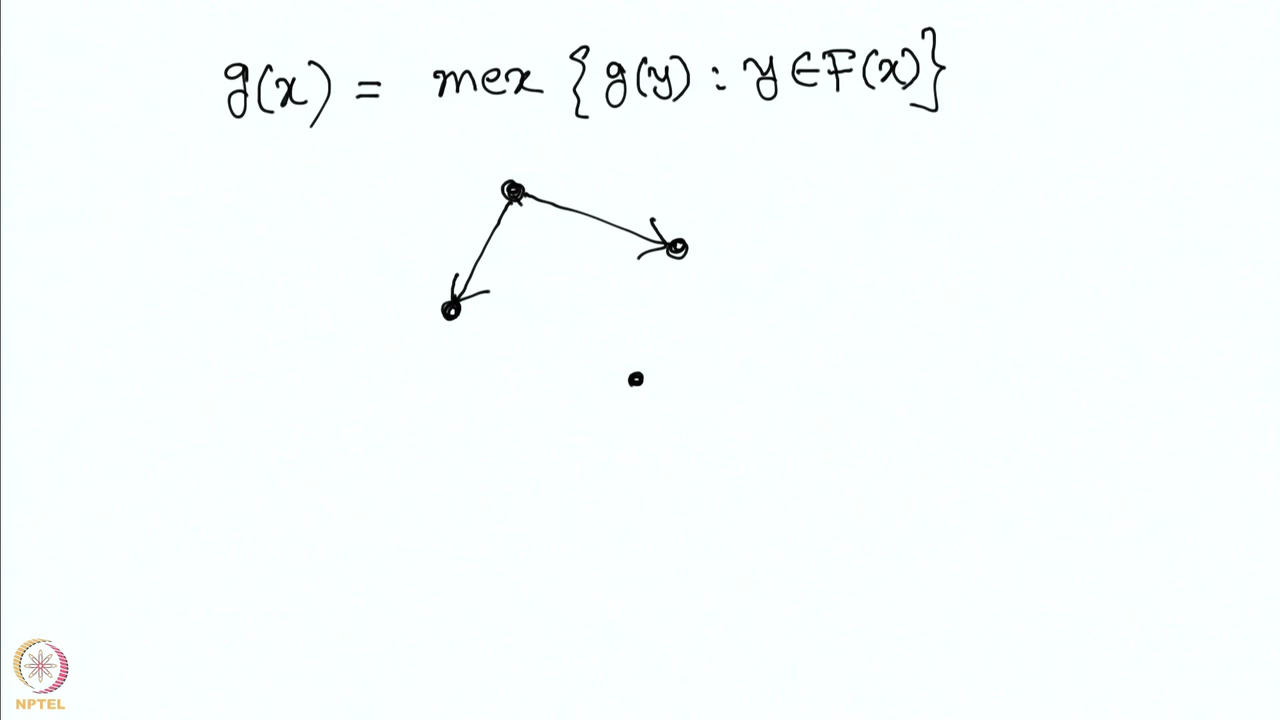 g(x) = mex {g(y) : y ∈ F(x)}
NPTEL